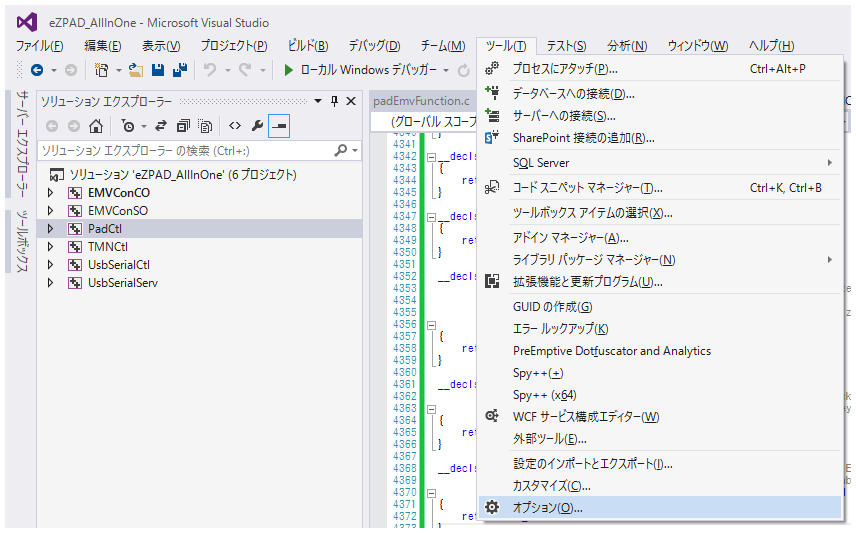 eZPAD_AllInOne - Microsoft Visual Studio
ファイル(F) 編集(E) 表示(V) プロジェクト(P) ビルド(B) デバッグ(D) チーム(M) ツール(T) テスト(S) 分析(N) ウィンドウ(W) ヘルプ(H)
ローカル Windows デバッガー
サーバー エクスプローラー
ツールボックス
ソリューション エクスプローラー
ソリューション エクスプローラー の検索 (Ctrl+:)
ソリューション 'eZPAD_AllInOne' (6 プロジェクト)
EMVConCO
EMVConSO
PadCtl
TMNCtl
UsbSerialCtl
UsbSerialServ
padEmvFunction.c
(グローバル スコープ
4340 }
4341
4342 __decls
4343 {
4344 ret
4345 }
4346
4347 __decls
4348 {
4349 ret
4350 }
4351
4352 __decls
4353
4354
4355
4356
4357 {
4358 ret
4359 }
4360
4361 __decls
4362
4363
4364 {
4365 ret
4366 }
4367
4368 __decls
4369
4370
4371 {
4372 ret
4373 }
プロセスにアタッチ(P)... Ctrl+Alt+P
データベースへの接続(D)...
サーバーへの接続(S)...
SharePoint 接続の追加(R)...
SQL Server
コード スニペット マネージャー(T)... Ctrl+K, Ctrl+B
ツールボックス アイテムの選択(X)...
アドイン マネージャー(A)...
ライブラリ パッケージ マネージャー(N)
拡張機能と更新プログラム(U)...
GUID の作成(G)
エラー ルックアップ(K)
PreEmptive Dotfuscator and Analytics
Spy++(+)
Spy++ (x64)
WCF サービス構成エディター(W)
外部ツール(E)...
設定のインポートとエクスポート(I)...
カスタマイズ(C)...
オプション(O)...